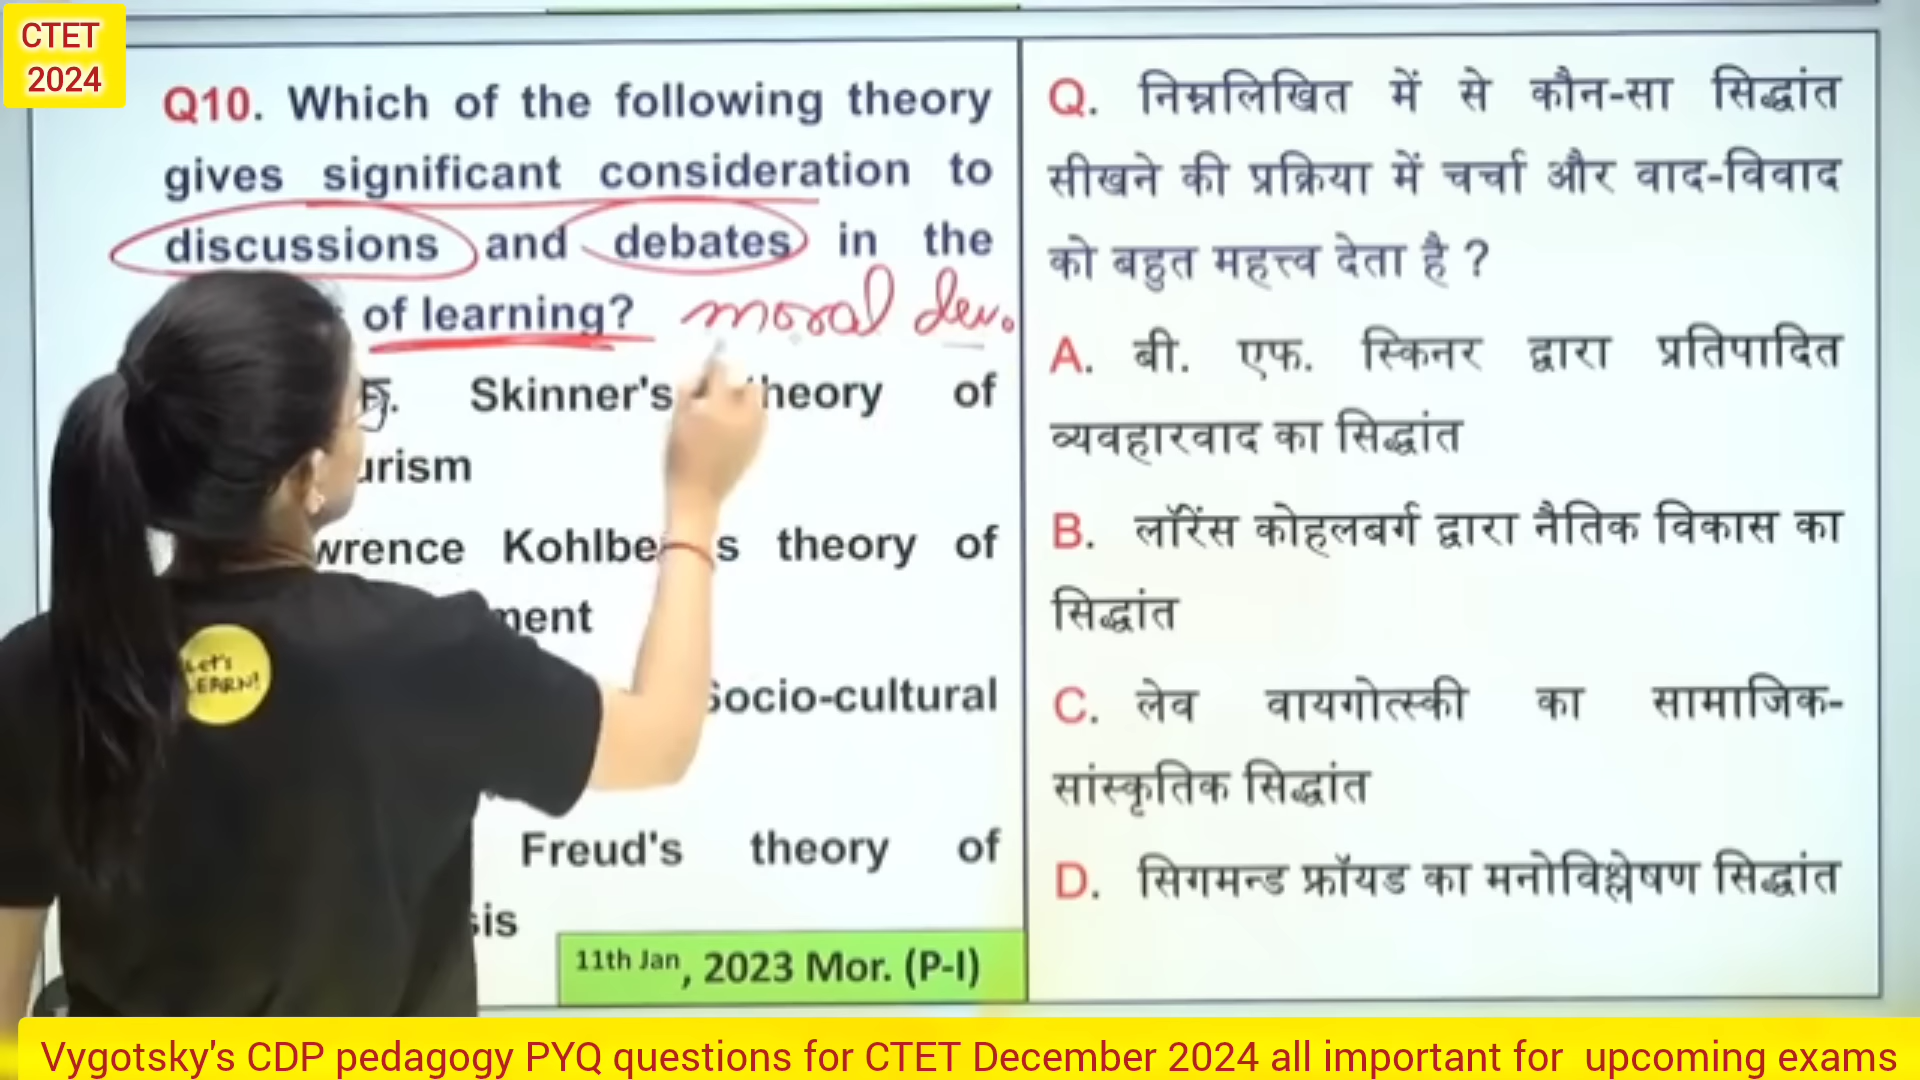 CTET
2024
Q10. Which of the following theory
gives significant consideration to
discussions and debates in the
of learning? moral dev.
Skinner's theory of
urism
wrence Kohlbe s theory of
ment
Socio-cultural
Freud's theory of
sis
11th Jan, 2023 Mor. (P-I)
Q. निम्नलिखित में से कौन-सा सिद्धांत
सीखने की प्रक्रिया में चर्चा और वाद-विवाद
को बहुत महत्त्व देता है ?
A. बी. एफ. स्किनर द्वारा प्रतिपादित
व्यवहारवाद का सिद्धांत
B. लॉरेंस कोहलबर्ग द्वारा नैतिक विकास का
सिद्धांत
C. लेव वायगोत्स्की का सामाजिक-
सांस्कृतिक सिद्धांत
D. सिगमन्ड फ्रॉयड का मनोविश्लेषण सिद्धांत
Let's
LEARN!
Vygotsky's CDP pedagogy PYQ questions for CTET December 2024 all important for upcoming exams